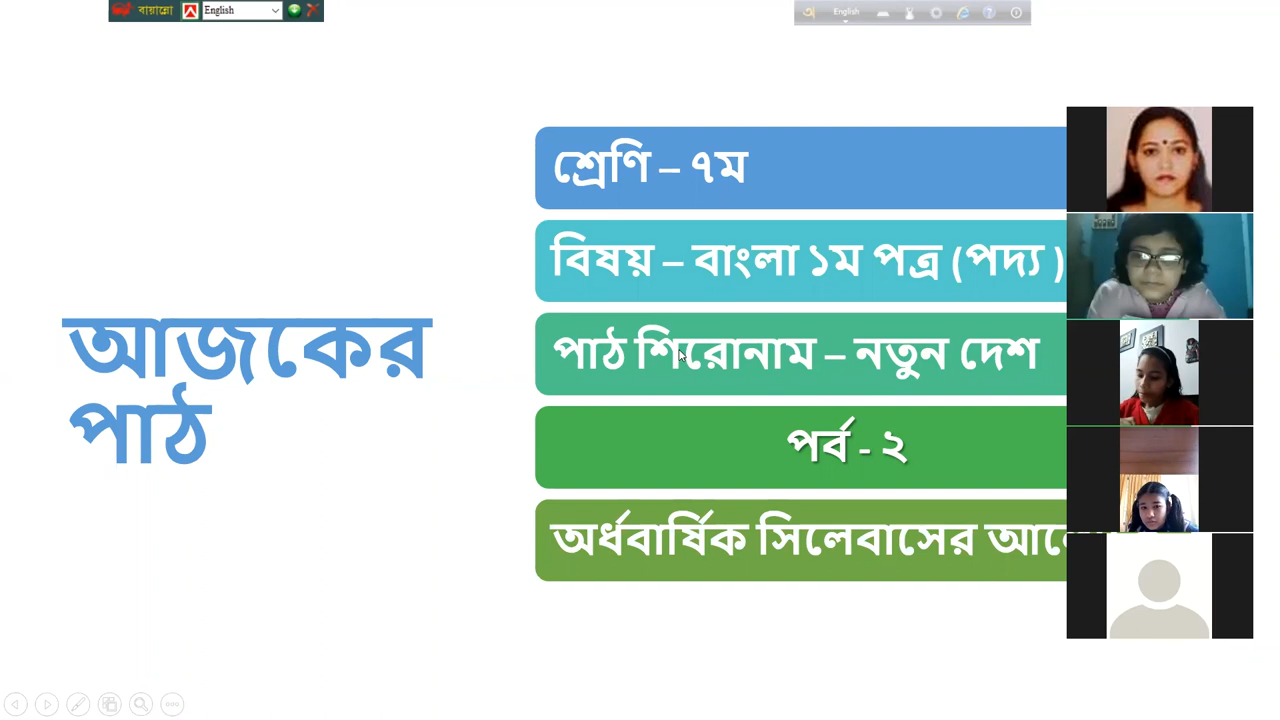 বায়ান্নো English
অ English
শ্রেণি – ৭ম
বিষয় – বাংলা ১ম পত্র (পদ্য )
আজকের
পাঠ
পাঠ শিরোনাম – নতুন দেশ
পর্ব - ২
অর্ধবার্ষিক সিলেবাসের